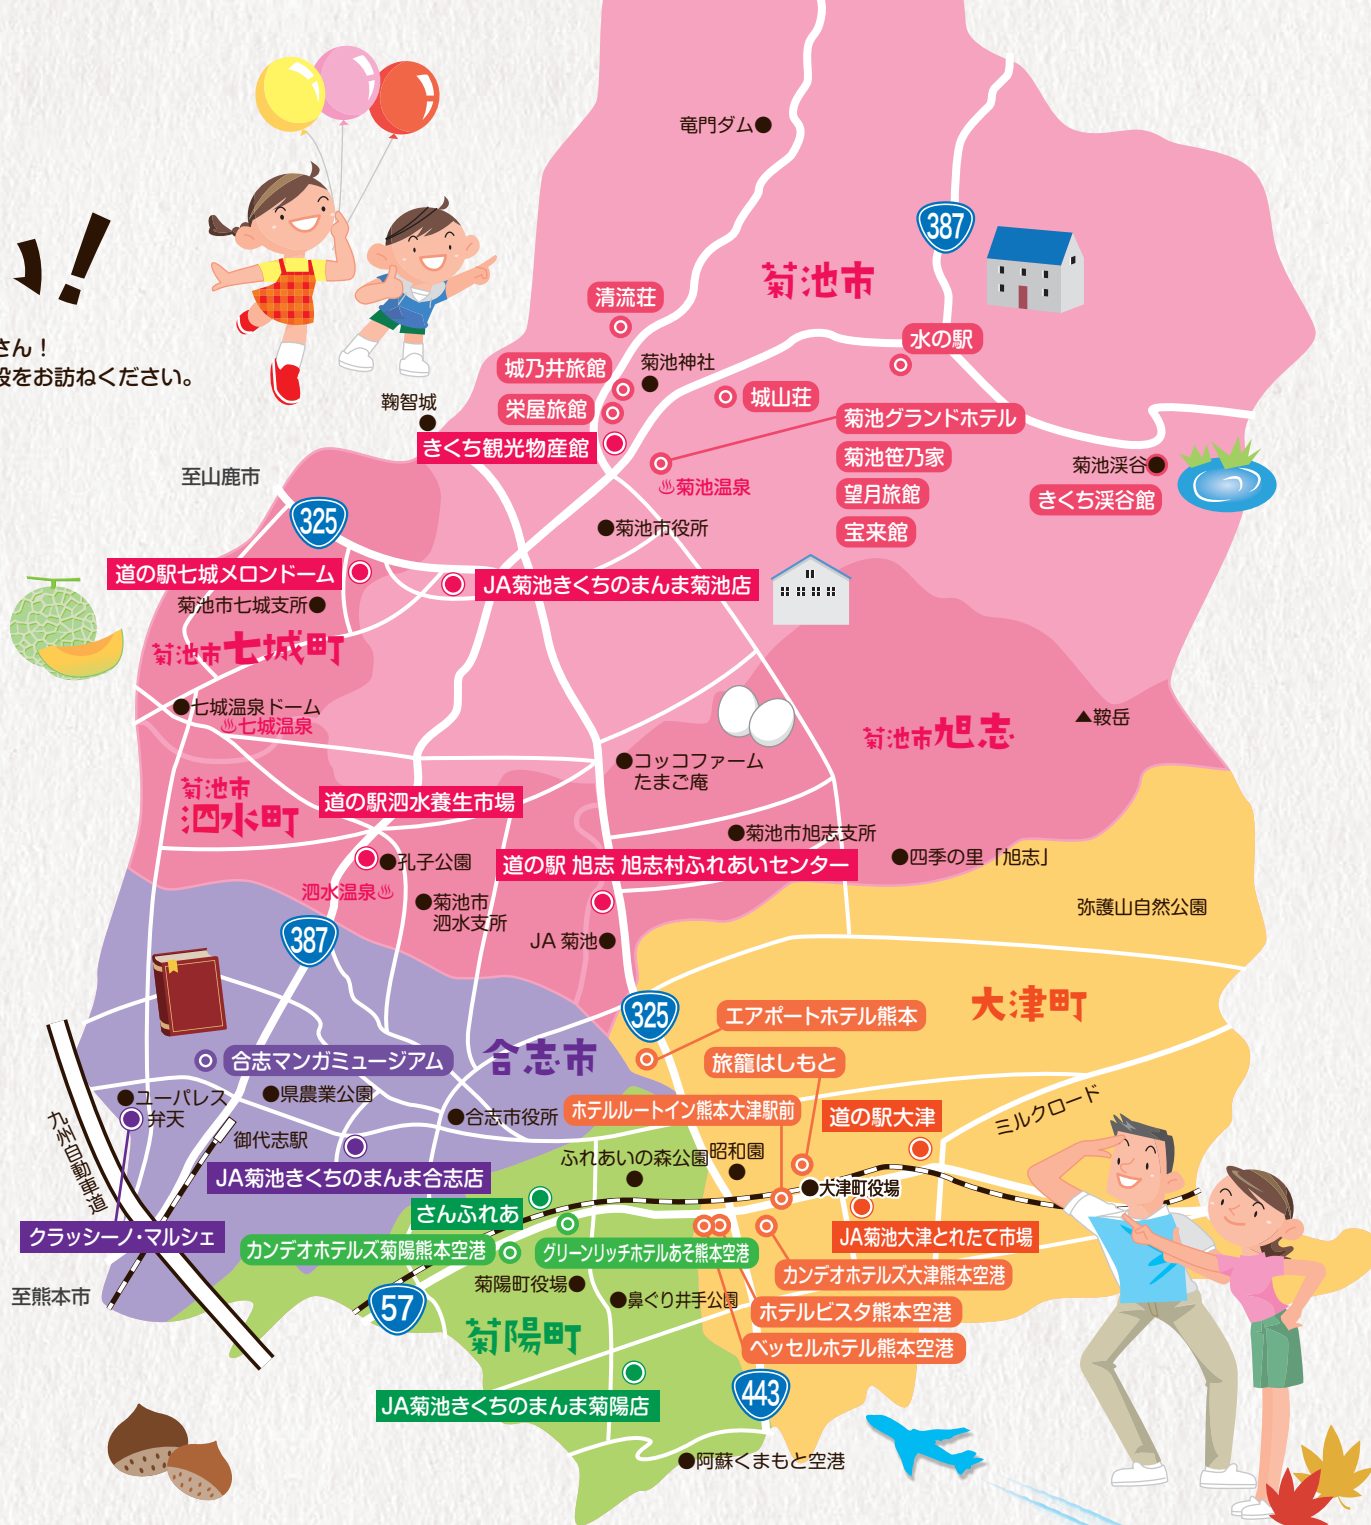 ッ！
さん！
設をお訪ねください。
竜門ダム
387
菊池市
清流荘
水の駅
城乃井旅館
菊池神社
城山荘
栄屋旅館
鞠智城
菊池グランドホテル
きくち観光物産館
菊池笹乃家
菊池渓谷
至山鹿市
♨菊池温泉
望月旅館
きくち渓谷館
325
菊池市役所
宝来館
道の駅七城メロンドーム
JA菊池きくちのまんま菊池店
菊池市七城支所
菊池市七城町
七城温泉ドーム
♨七城温泉
菊池市旭志
▲鞍岳
コッコファーム
たまご庵
菊池市
泗水町
道の駅泗水養生市場
菊池市旭志支所
孔子公園
道の駅 旭志 旭志村ふれあいセンター
四季の里「旭志」
泗水温泉♨
菊池市
泗水支所
弥護山自然公園
387
JA 菊池
大津町
325
エアポートホテル熊本
合志市
合志マンガミュージアム
旅籠はしもと
ユーパレス
弁天
県農業公園
合志市役所
ホテルルートイン熊本大津駅前
道の駅大津
ミルクロード
九州自動車道
御代志駅
ふれあいの森公園
昭和園
JA菊池きくちのまんま合志店
大津町役場
さんふれあ
クラッシーノ・マルシェ
カンデオホテルズ菊陽熊本空港
グリーンリッチホテルあそ熊本空港
JA菊池大津とれたて市場
カンデオホテルズ大津熊本空港
至熊本市
菊陽町役場
鼻ぐり井手公園
57
ホテルビスタ熊本空港
菊陽町
ベッセルホテル熊本空港
443
JA菊池きくちのまんま菊陽店
阿蘇くまもと空港